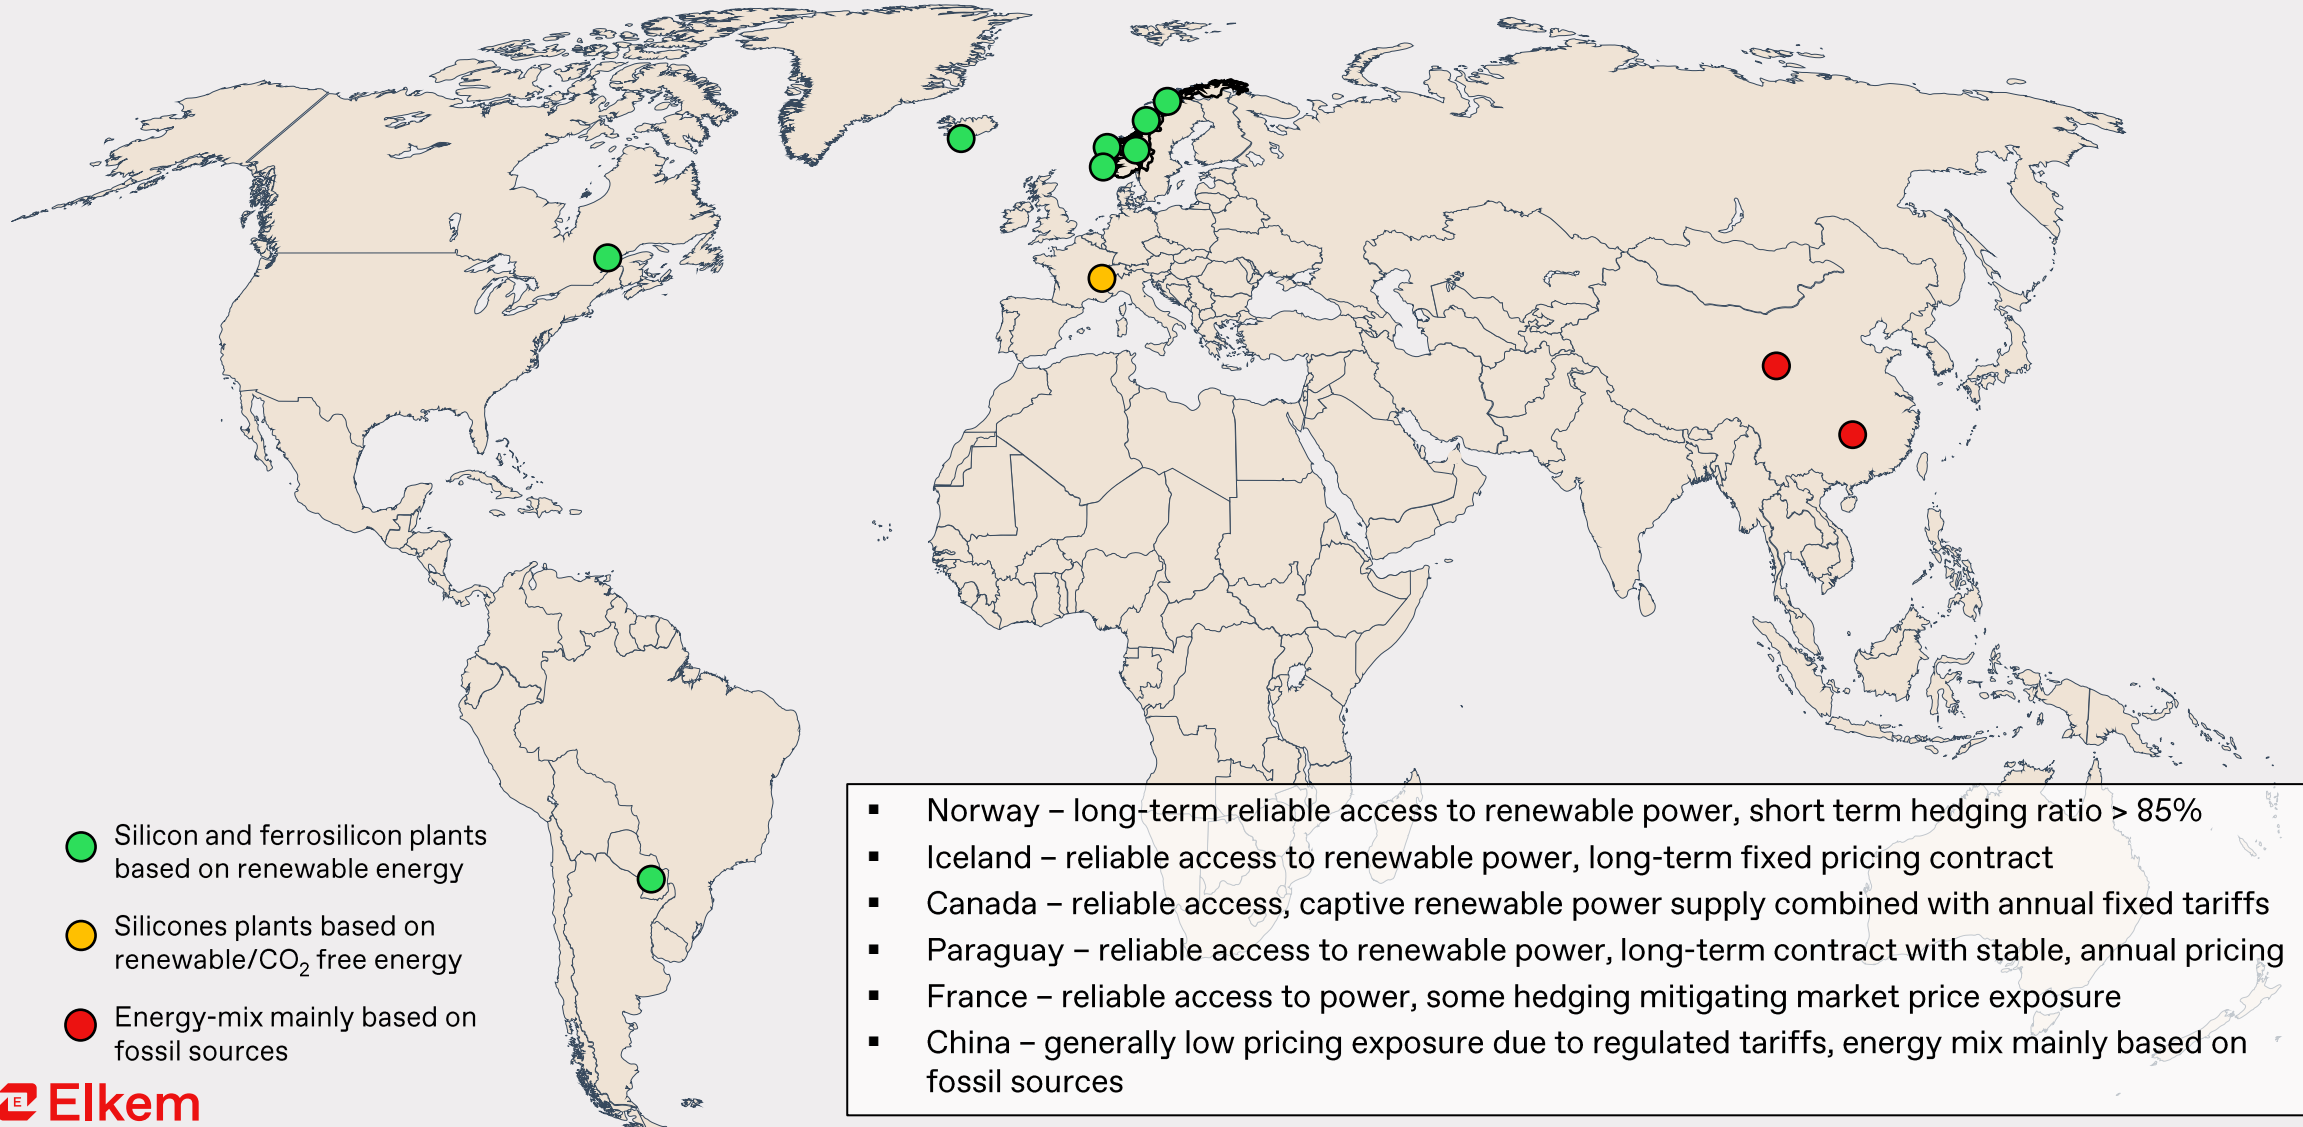 Silicon and ferrosilicon plants
based on renewable energy
Silicones plants based on
renewable/CO₂ free energy
Energy-mix mainly based on
fossil sources
E Elkem
▪ Norway – long-term reliable access to renewable power, short term hedging ratio > 85%
▪ Iceland – reliable access to renewable power, long-term fixed pricing contract
▪ Canada – reliable access, captive renewable power supply combined with annual fixed tariffs
▪ Paraguay – reliable access to renewable power, long-term contract with stable, annual pricing
▪ France – reliable access to power, some hedging mitigating market price exposure
▪ China – generally low pricing exposure due to regulated tariffs, energy mix mainly based on
fossil sources